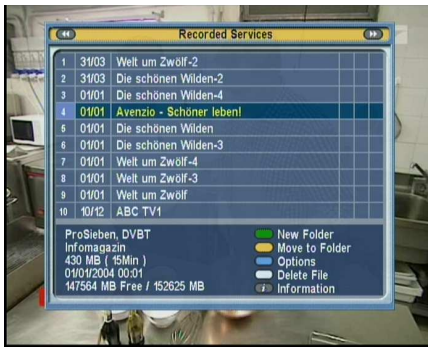 Recorded Services
1 31/03 Welt um Zwölf-2
2 31/03 Die schönen Wilden-2
3 01/01 Die schönen Wilden-4
4 01/01 Avenzio - Schöner leben!
5 01/01 Die schönen Wilden
6 01/01 Die schönen Wilden-3
7 01/01 Welt um Zwölf-4
8 01/01 Welt um Zwölf-3
9 01/01 Welt um Zwölf
10 10/12 ABC TV1
ProSieben, DVBT
Infomagazin
430 MB ( 15Min )
01/01/2004 00:01
147564 MB Free / 152625 MB
New Folder
Move to Folder
Options
Delete File
i Information